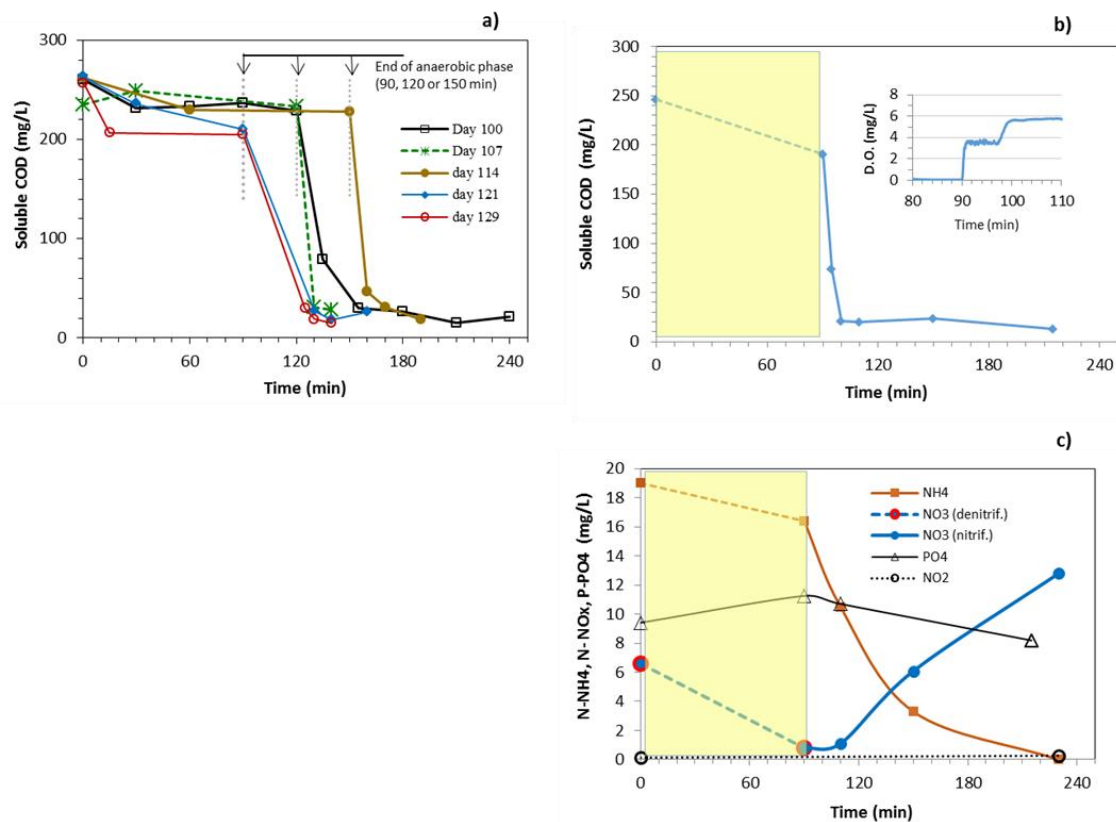 a)
300
200
100
0
Soluble COD (mg/L)
0 60 120 180 240
Time (min)
End of anaerobic phase
(90, 120 or 150 min)
Day 100
Day 107
day 114
day 121
day 129
b)
300
250
200
150
100
50
0
Soluble COD (mg/L)
0 60 120 180 240
Time (min)
8
6
4
2
0
D.O. (mg/L)
80 90 100 110
Time (min)
c)
20
18
16
14
12
10
8
6
4
2
0
N-NH4, N-NOx, P-PO4 (mg/L)
0 60 120 180 240
Time (min)
NH4
NO3 (denitrif.)
NO3 (nitrif.)
PO4
NO2